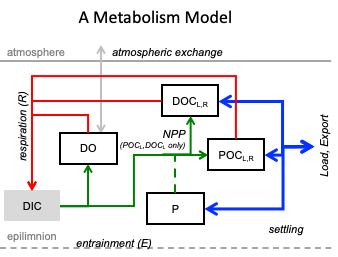 A Metabolism Model
atmosphere
atmospheric exchange
respiration (R)
DOCL,R
NPP
(POCL,DOCL only)
DO
POCL,R
Load, Export
DIC
P
epilimnion
entrainment (E)
settling